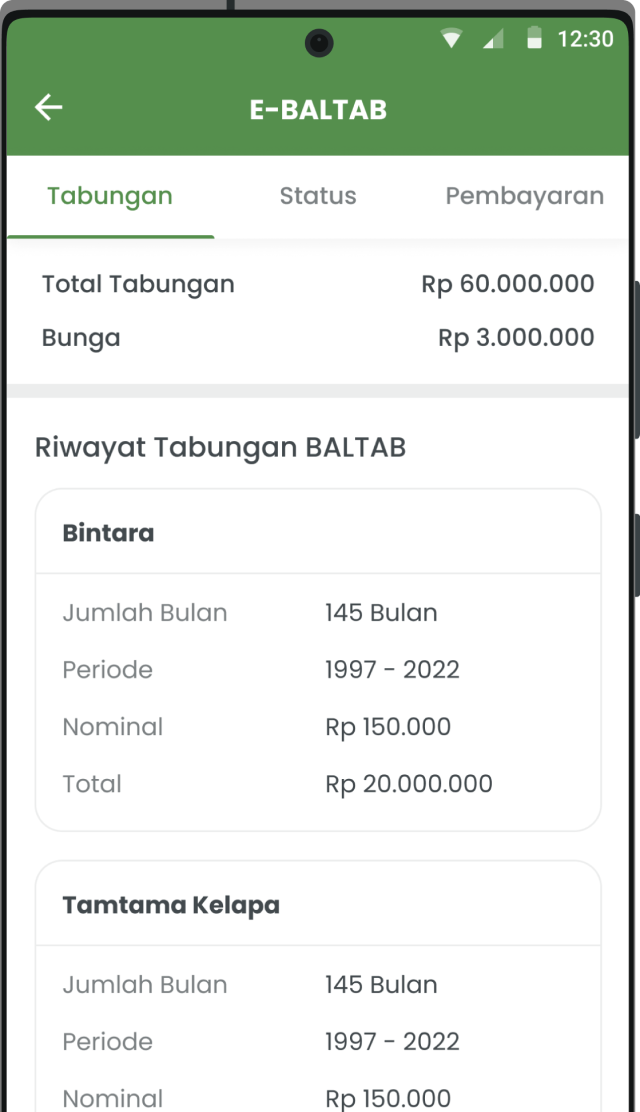 12:30
E-BALTAB
Tabungan Status Pembayaran
Total Tabungan Rp 60.000.000
Bunga Rp 3.000.000
Riwayat Tabungan BALTAB
Bintara
Jumlah Bulan 145 Bulan
Periode 1997 - 2022
Nominal Rp 150.000
Total Rp 20.000.000
Tamtama Kelapa
Jumlah Bulan 145 Bulan
Periode 1997 - 2022
Nominal Rp 150.000